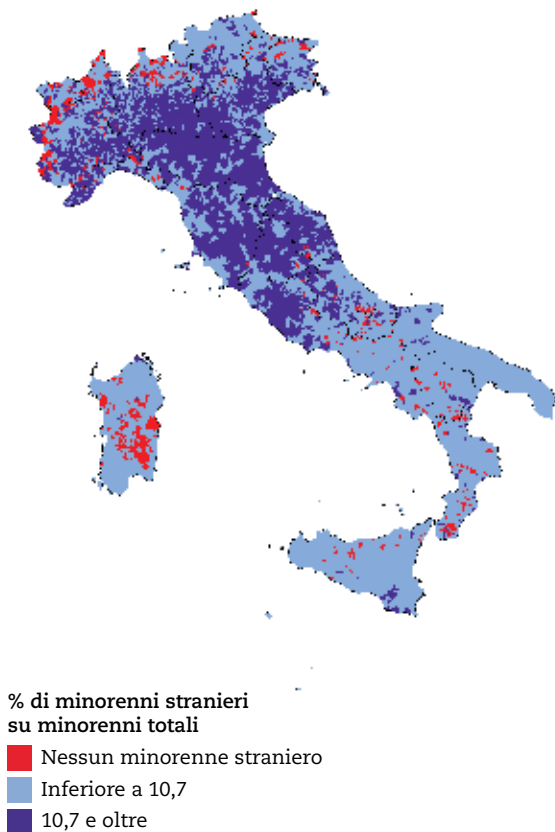 % di minorenni stranieri
su minorenni totali
Nessun minorenne straniero
Inferiore a 10,7
10,7 e oltre